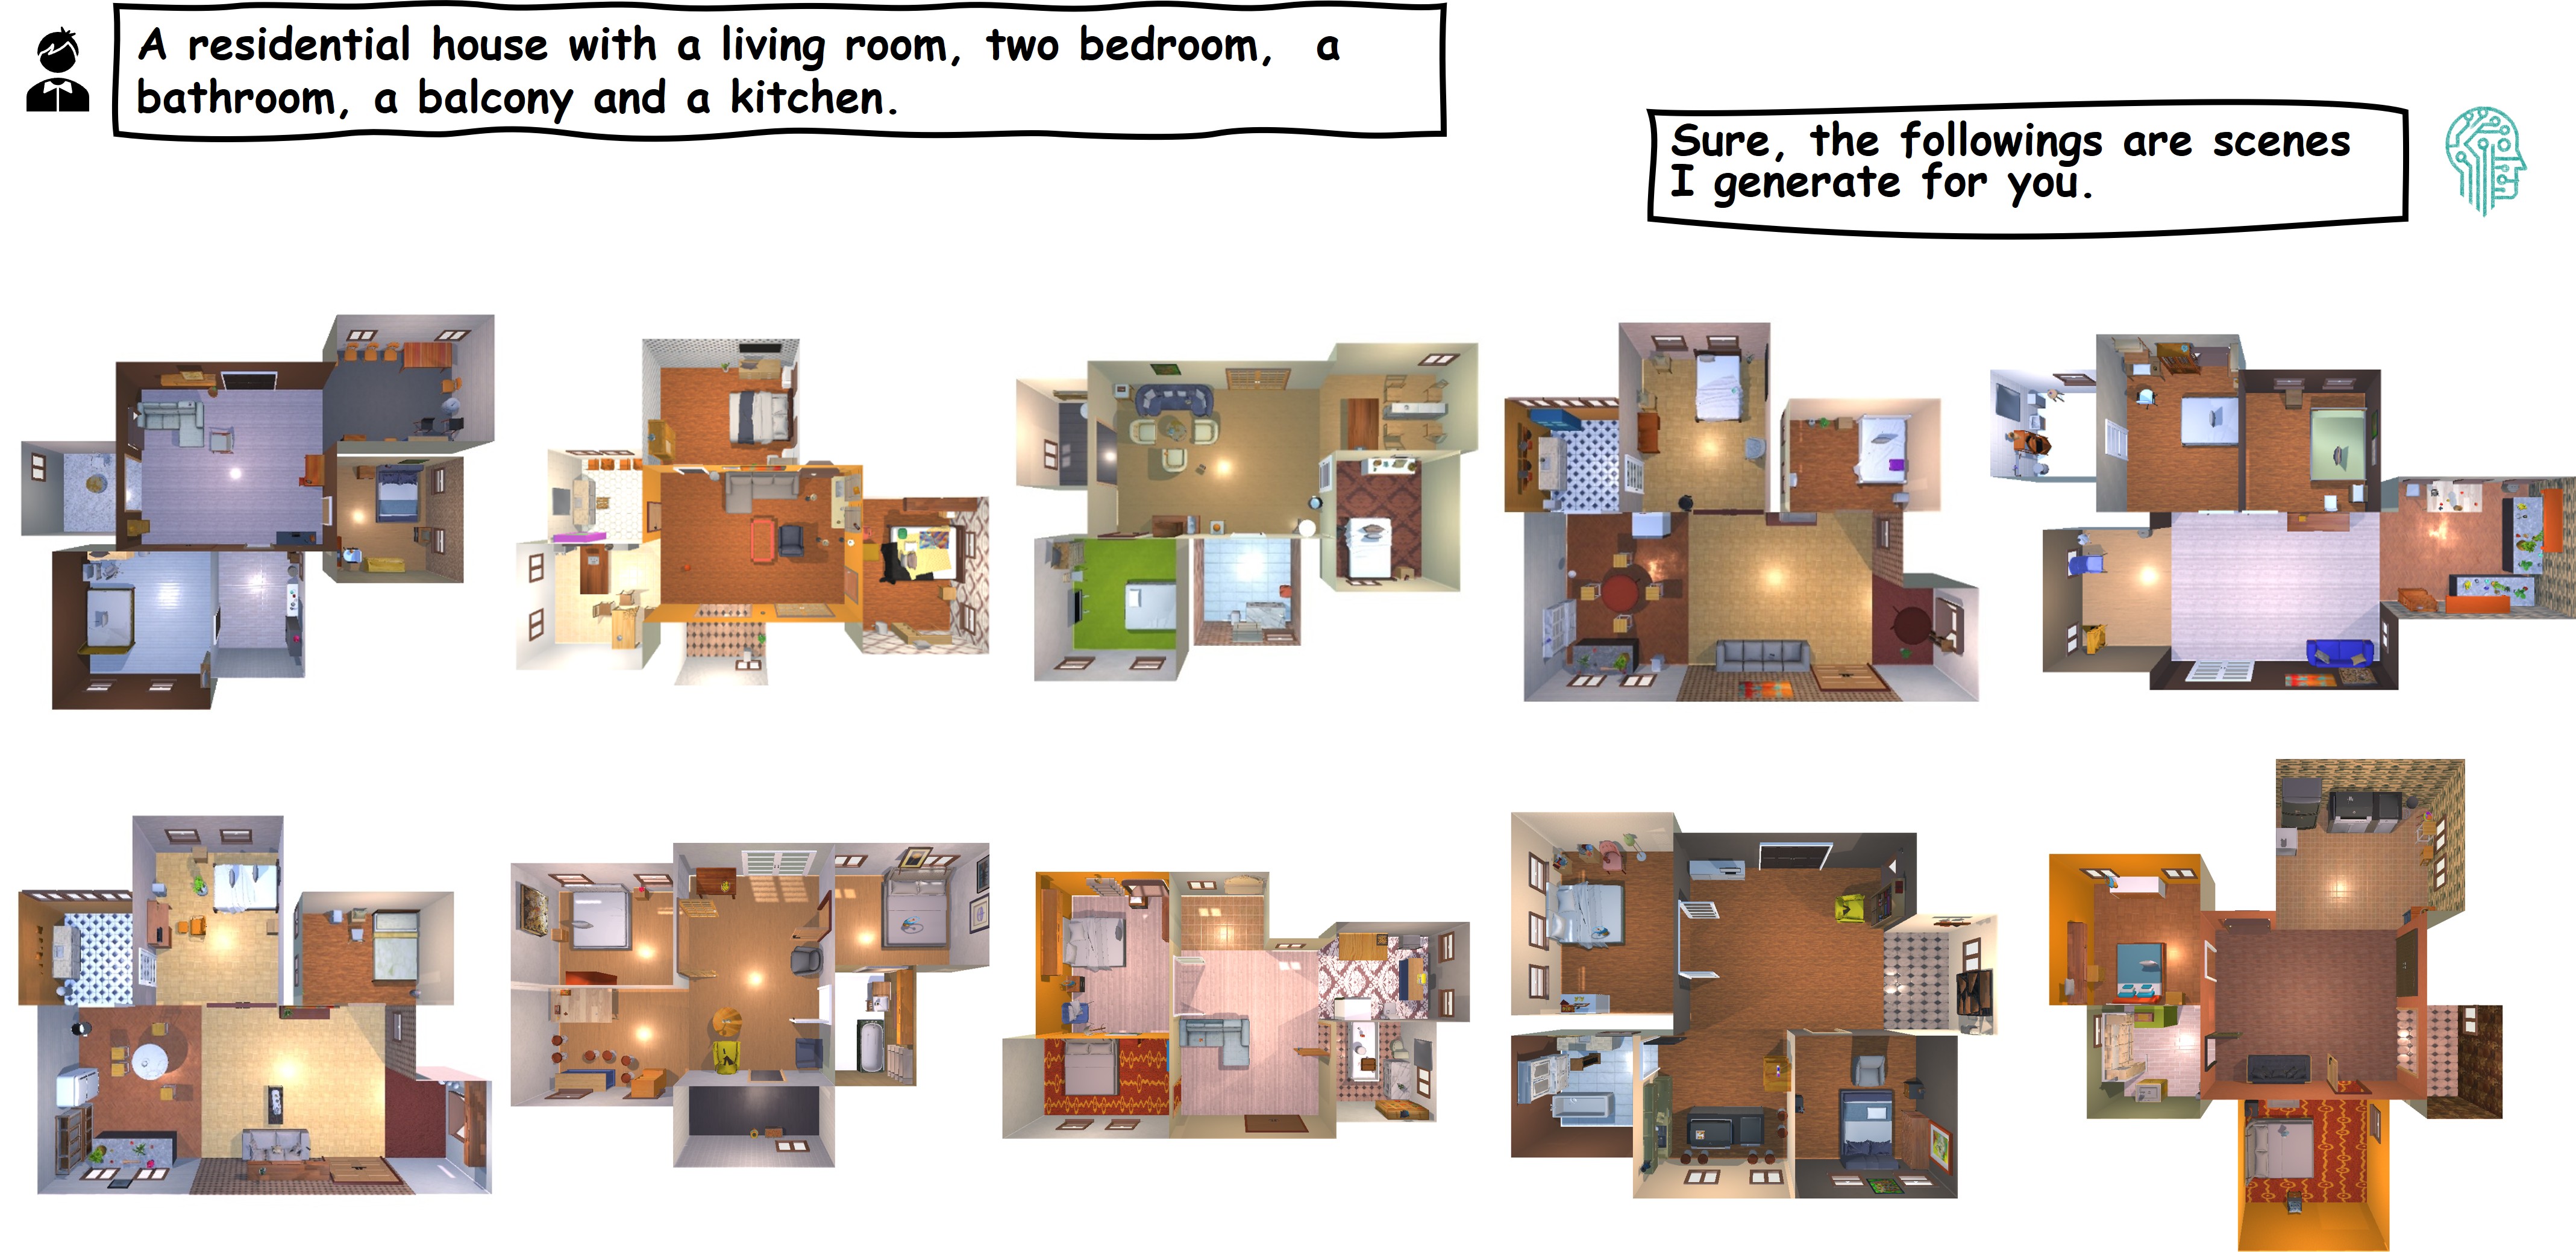 A residential house with a living room, two bedroom, a
bathroom, a balcony and a kitchen.
Sure, the followings are scenes
I generate for you.